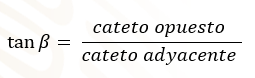 tan β = cateto opuesto / cateto adyacente